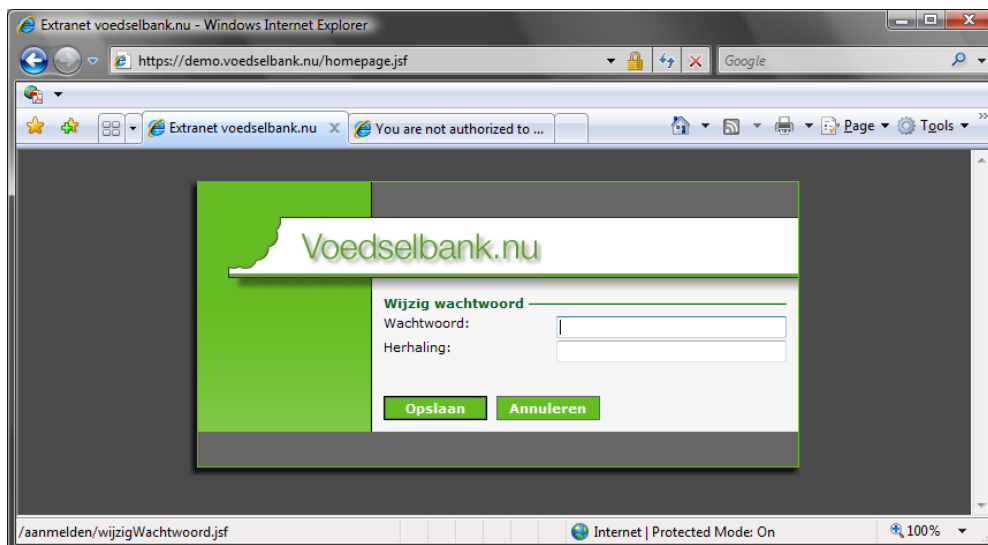 Extranet voedselbank.nu - Windows Internet Explorer
https://demo.voedselbank.nu/homepage.jsf
Google
Extranet voedselbank.nu
You are not authorized to ...
Page
Tools
Voedselbank.nu
Wijzig wachtwoord
Wachtwoord:
Herhaling:
Opslaan
Annuleren
/aanmelden/wijzigWachtwoord.jsf
Internet | Protected Mode: On
100%